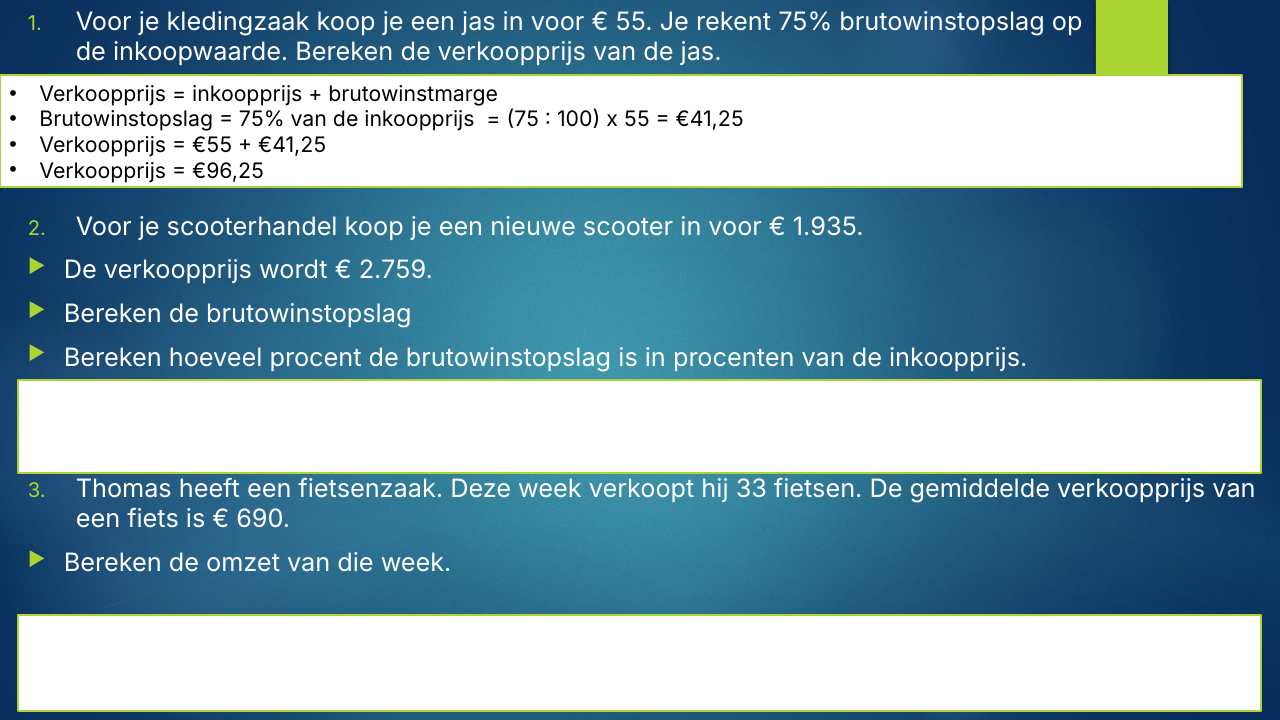 1. Voor je kledingzaak koop je een jas in voor € 55. Je rekent 75% brutowinstopslag op
de inkoopwaarde. Bereken de verkoopprijs van de jas.
• Verkoopprijs = inkoopprijs + brutowinstmarge
• Brutowinstopslag = 75% van de inkoopprijs = (75 : 100) x 55 = €41,25
• Verkoopprijs = €55 + €41,25
• Verkoopprijs = €96,25
2. Voor je scooterhandel koop je een nieuwe scooter in voor € 1.935.
De verkoopprijs wordt € 2.759.
Bereken de brutowinstopslag
Bereken hoeveel procent de brutowinstopslag is in procenten van de inkoopprijs.
3. Thomas heeft een fietsenzaak. Deze week verkoopt hij 33 fietsen. De gemiddelde verkoopprijs van
een fiets is € 690.
Bereken de omzet van die week.